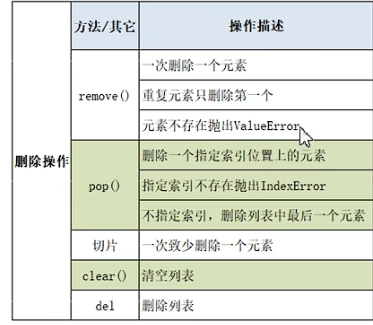 方法/其它 操作描述
一次删除一个元素
remove() 重复元素只删除第一个
元素不存在抛出ValueError
删除操作
删除一个指定索引位置上的元素
pop() 指定索引不存在抛出IndexError
不指定索引，删除列表中最后一个元素
切片 一次致少删除一个元素
clear() 清空列表
del 删除列表